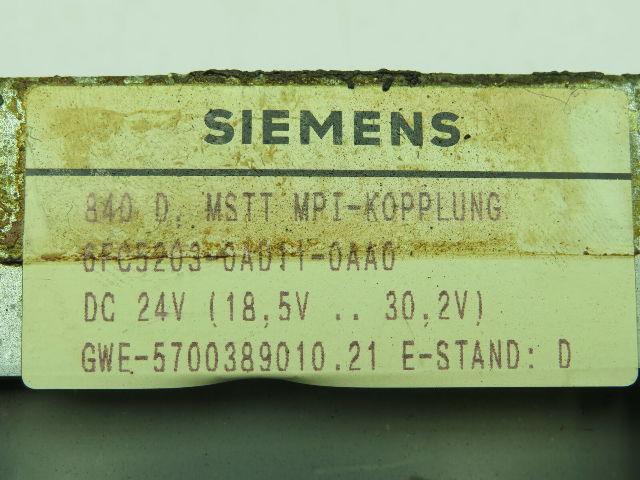 SIEMENS
840 D, MSTT MPI-KOPPLUNG
6FC5203-0AD11-0AA0
DC 24V (18,5V .. 30,2V)
GWE-5700389010.21 E-STAND: D